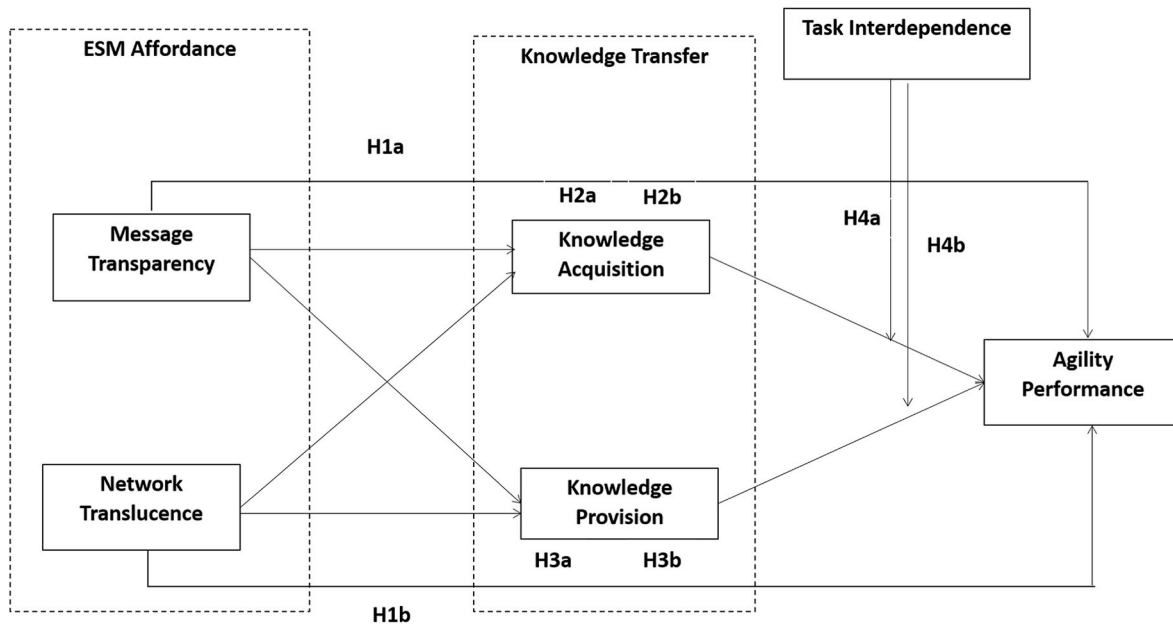 Task Interdependence
ESM Affordance
Knowledge Transfer
H1a
H2a
H2b
H4a
H4b
Message
Transparency
Knowledge
Acquisition
Agility
Performance
Network
Translucence
Knowledge
Provision
H3a
H3b
H1b